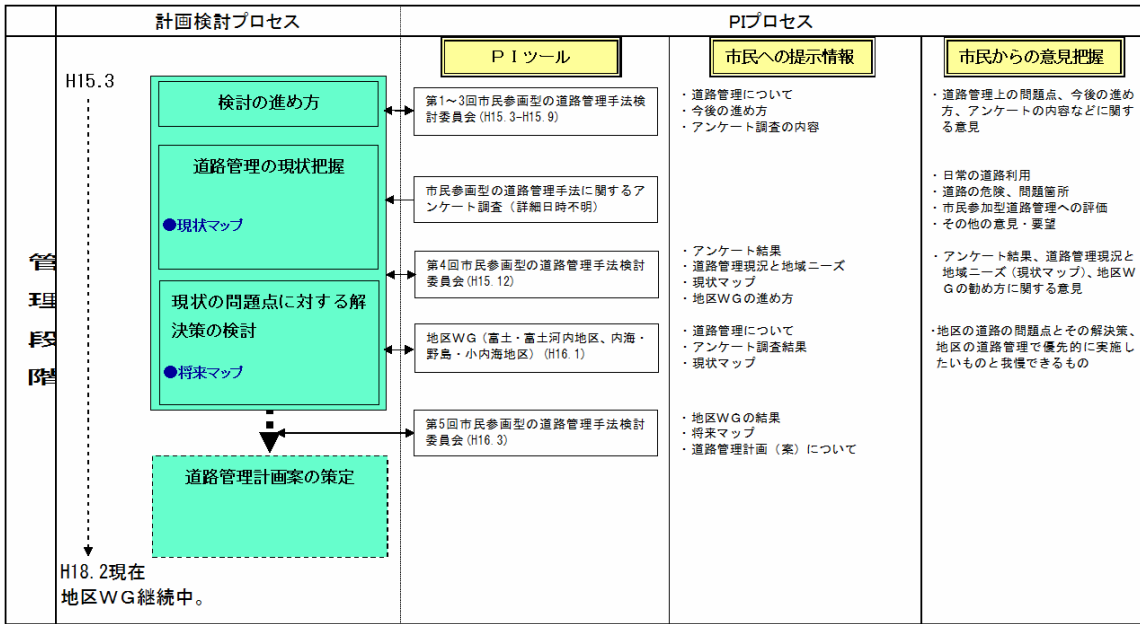 計画検討プロセス
PIプロセス
PIツール
市民への提示情報
市民からの意見把握
管理段階
H15.3
検討の進め方
第1～3回市民参画型の道路管理手法検
討委員会(H15.3-H15.9)
・道路管理について
・今後の進め方
・アンケート調査の内容
・道路管理上の問題点、今後の進め
方、アンケートの内容などに関す
る意見
道路管理の現状把握
●現状マップ
市民参画型の道路管理手法に関するア
ンケート調査（詳細日時不明）
・日常の道路利用
・道路の危険、問題箇所
・市民参加型道路管理への評価
・その他の意見・要望
第4回市民参画型の道路管理手法検討
委員会(H15.12)
・アンケート結果
・道路管理現況と地域ニーズ
・現状マップ
・地区WGの進め方
・アンケート結果、道路管理現況と
地域ニーズ（現状マップ）、地区W
Gの勧め方に関する意見
現状の問題点に対する解
決策の検討
●将来マップ
地区WG（富土・富土河内地区、内海・
野島・小内海地区）(H16.1)
・道路管理について
・アンケート調査結果
・現状マップ
・地区の道路の問題点とその解決策、
地区の道路管理で優先的に実施し
たいものと我慢できるもの
第5回市民参画型の道路管理手法検討
委員会(H16.3)
・地区WGの結果
・将来マップ
・道路管理計画（案）について
道路管理計画案の策定
H18.2現在
地区WG継続中。